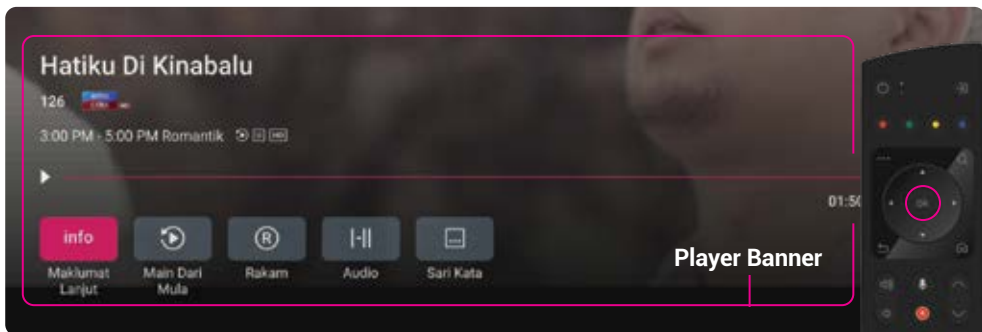 Hatiku Di Kinabalu
126
3:00 PM - 5:00 PM Romantik
01:50
info
R
Maklumat Lanjut
Main Dari Mula
Rakam
Audio
Sari Kata
Player Banner
OK